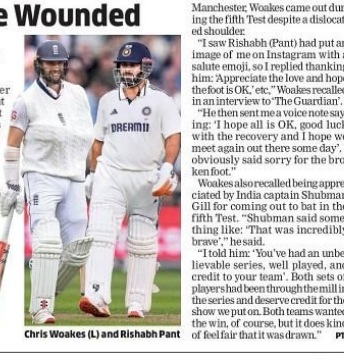 e Wounded
er
at
DREAM11
Chris Woakes (L) and Rishabh Pant
Manchester, Woakes came out dur-
ing the fifth Test despite a dislocat-
ed shoulder.
"I saw Rishabh (Pant) had put an
image of me on Instagram with a
salute emoji, so I replied thanking
him: 'Appreciate the love and hope
the foot is OK,' etc," Woakes recalled
in an interview to 'The Guardian'.
"He then sent me a voice note say-
ing: 'I hope all is OK, good luck
with the recovery and I hope we
meet again out there some day'. I
obviously said sorry for the bro-
ken foot."
Woakes also recalled being appre-
ciated by India captain Shubman
Gill for coming out to bat in the
fifth Test. "Shubman said some-
thing like: 'That was incredibly
brave'," he said.
"I told him: 'You've had an unbe-
lievable series, well played, and
credit to your team'. Both sets of
players had been through the mill in
the series and deserve credit for the
show we put on. Both teams wanted
the win, of course, but it does kind
of feel fair that it was drawn." PT